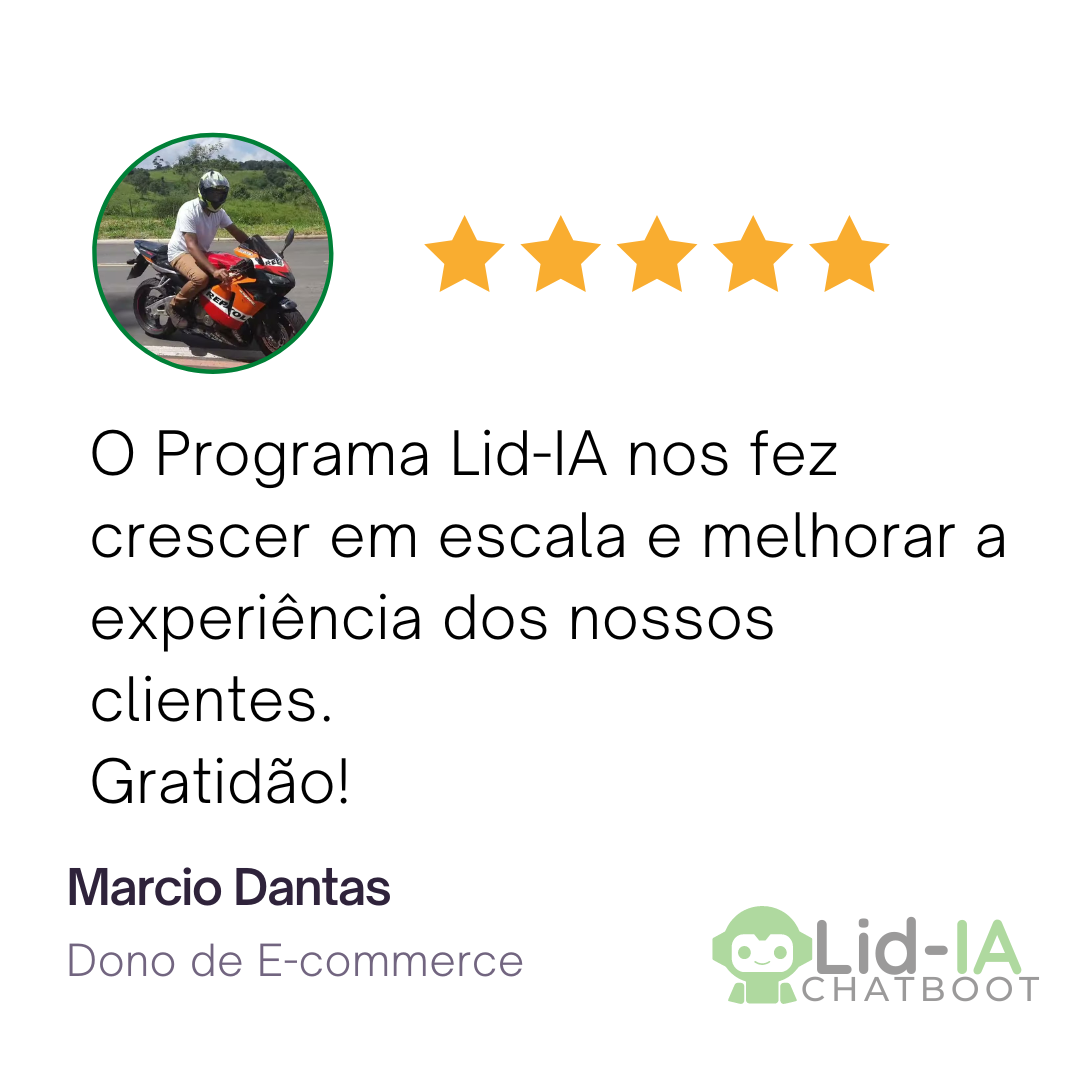 REPSOL
O Programa Lid-IA nos fez
crescer em escala e melhorar a
experiência dos nossos
clientes.
Gratidão!
Marcio Dantas
Dono de E-commerce
Lid-IA
CHATBOOT